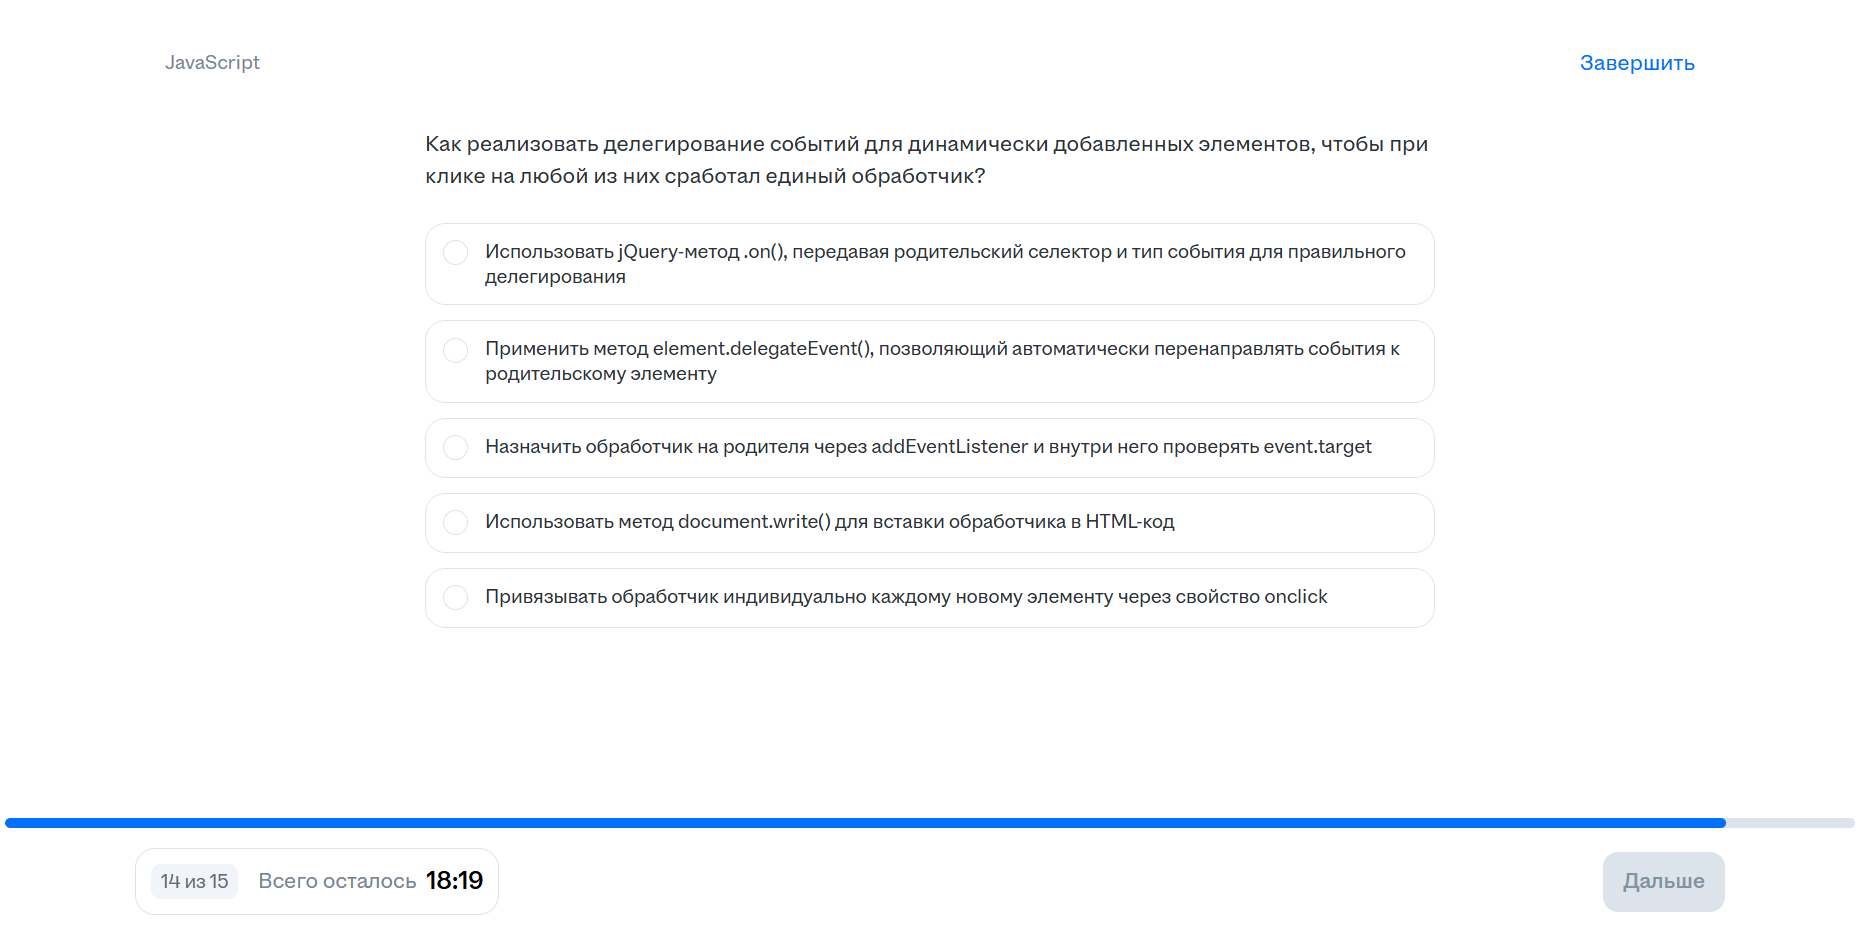 JavaScript
Завершить
Как реализовать делегирование событий для динамически добавленных элементов, чтобы при
клике на любой из них сработал единый обработчик?
Использовать jQuery-метод .on(), передавая родительский селектор и тип события для правильного
делегирования
Применить метод element.delegateEvent(), позволяющий автоматически перенаправлять события к
родительскому элементу
Назначить обработчик на родителя через addEventListener и внутри него проверять event.target
Использовать метод document.write() для вставки обработчика в HTML-код
Привязывать обработчик индивидуально каждому новому элементу через свойство onclick
14 из 15
Всего осталось 18:19
Дальше